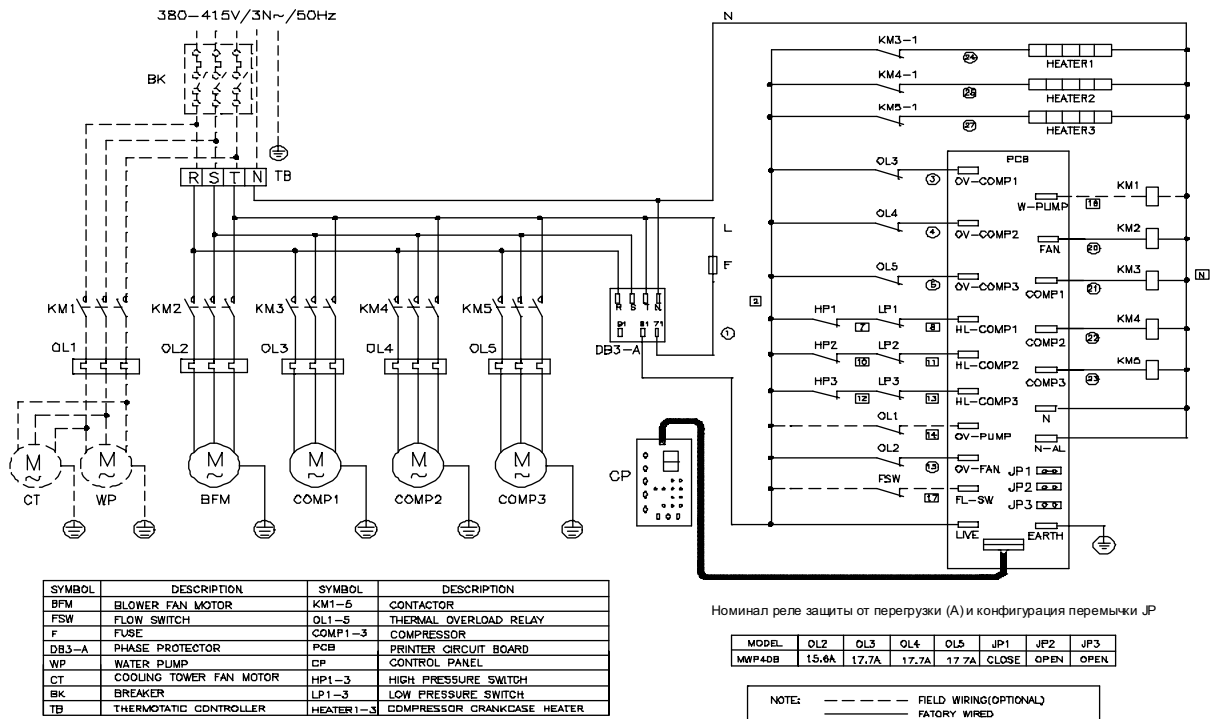 380-415V/3N~/50Hz
N
BK
KM3-1
24
HEATER1
KM4-1
26
HEATER2
KM5-1
27
HEATER3
R S T N TB
PCB
OL3
3
OV-COMP1
W-PUMP
18
KM1
L
OL4
4
OV-COMP2
FAN
20
KM2
F
OL5
5
OV-COMP3
COMP1
21
KM3
N
2
R S T N
91 81 71
DB3-A
1
HP1
7
LP1
8
HL-COMP1
COMP2
22
KM4
HP2
10
LP2
11
HL-COMP2
COMP3
23
KM5
HP3
12
LP3
13
HL-COMP3
N
OL1
14
OV-PUMP
N-AL
OL2
15
OV-FAN
JP1
JP2
JP3
FSW
17
FL-SW
LIVE
EARTH
CP
KM1 KM2 KM3 KM4 KM5
OL1 OL2 OL3 OL4 OL5
M M M M M M
CT WP BFM COMP1 COMP2 COMP3
SYMBOL DESCRIPTION SYMBOL DESCRIPTION
BFM BLOWER FAN MOTOR KM1-5 CONTACTOR
FSW FLOW SWITCH OL1-5 THERMAL OVERLOAD RELAY
F FUSE COMP1-3 COMPRESSOR
DB3-A PHASE PROTECTOR PCB PRINTER CIRCUIT BOARD
WP WATER PUMP CP CONTROL PANEL
CT COOLING TOWER FAN MOTOR HP1-3 HIGH PRESSURE SWITCH
BK BREAKER LP1-3 LOW PRESSURE SWITCH
TB THERMOTATIC CONTROLLER HEATER1-3 COMPRESSOR CRANKCASE HEATER
Номинал реле защиты от перегрузки (А) и конфигурация перемычки JP
MODEL OL2 OL3 OL4 OL5 JP1 JP2 JP3
MWP40B 15.6A 17.7A 17.7A 17.7A CLOSE OPEN OPEN
NOTE: FIELD WIRING(OPTIONAL)
FATORY WIRED